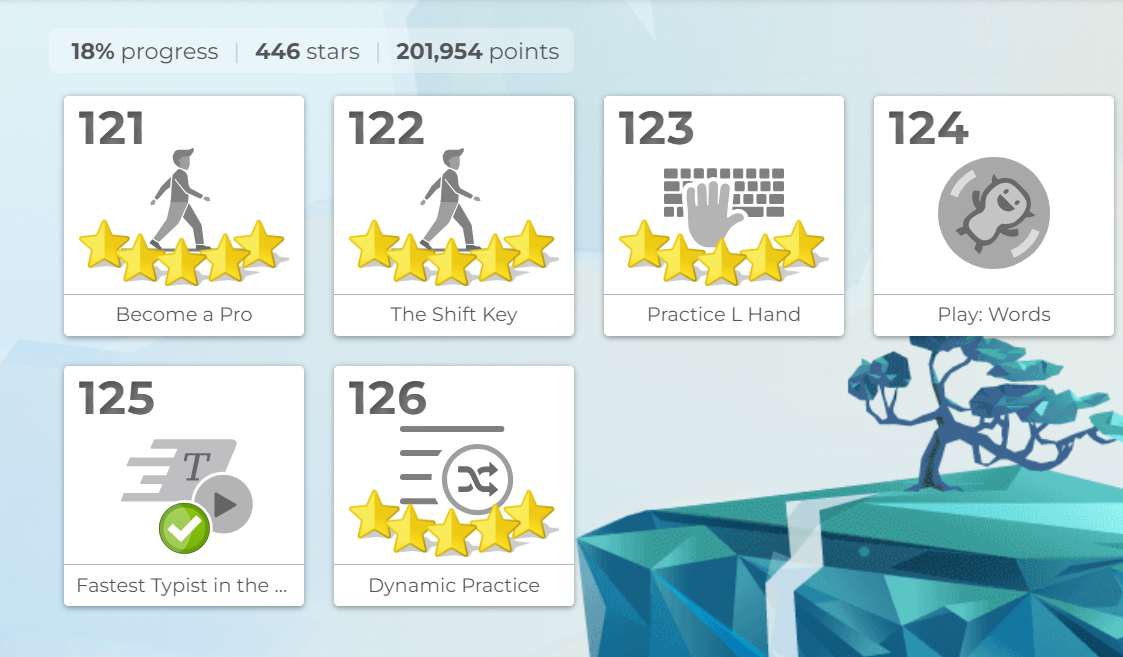 18% progress | 446 stars | 201,954 points
121
122
123
124
Become a Pro
The Shift Key
Practice L Hand
Play: Words
125
126
T
Fastest Typist in the ...
Dynamic Practice